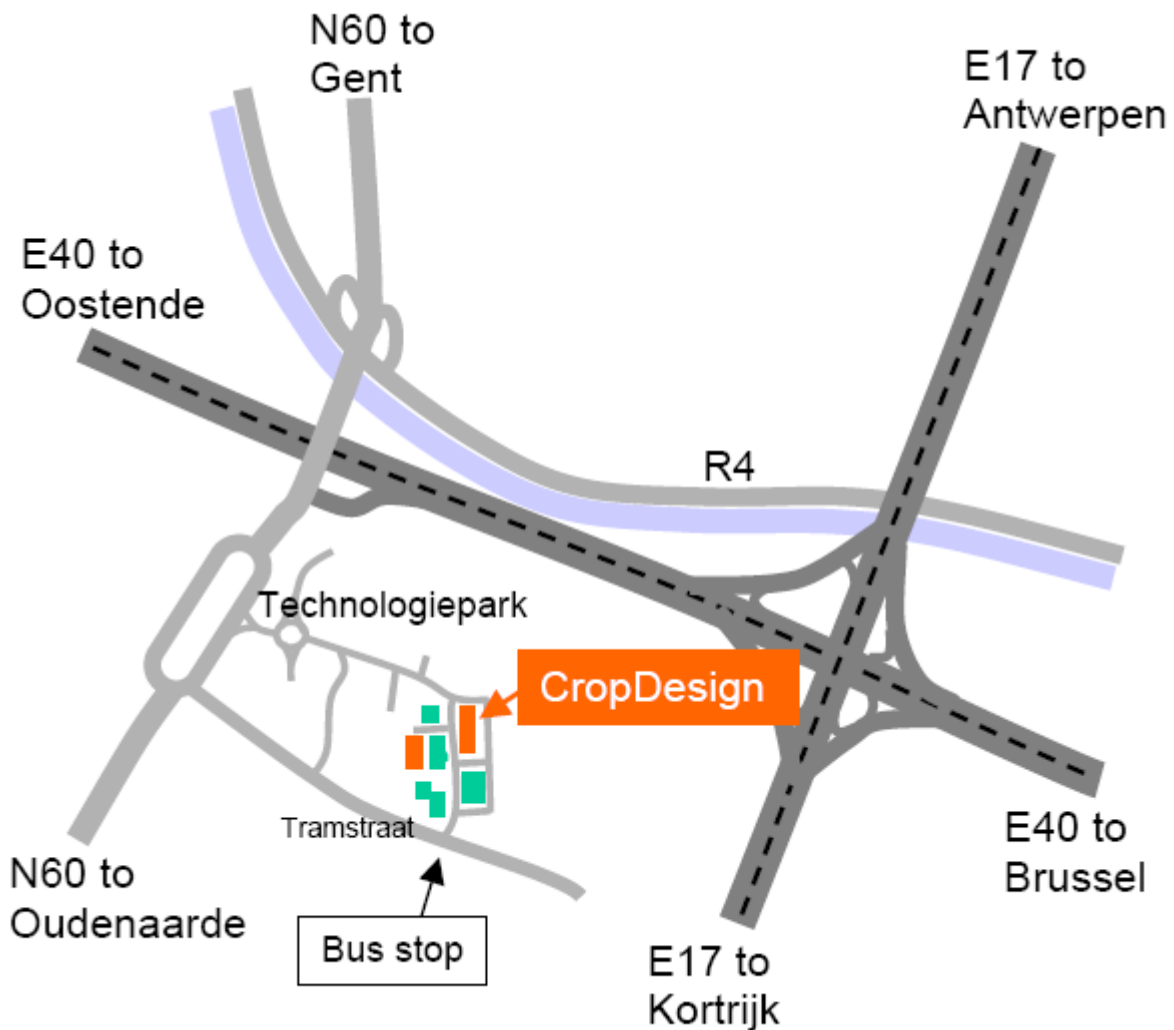 N60 to
Gent
E17 to
Antwerpen
E40 to
Oostende
R4
Technologiepark
CropDesign
Tramstraat
E40 to
Brussel
N60 to
Oudenaarde
Bus stop
E17 to
Kortrijk